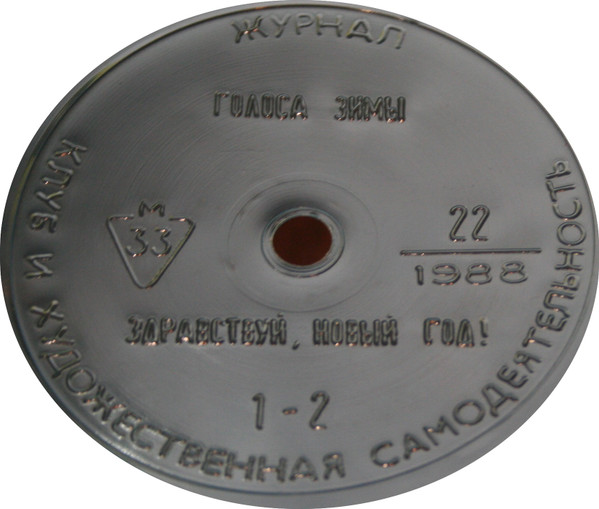 ЖУРНАЛ
КЛУБ И ХУДОЖЕСТВЕННАЯ САМОДЕЯТЕЛЬНОСТЬ
ГОЛОСА ЗИМЫ
М
33
22
1988
ЗДРАВСТВУЙ, НОВЫЙ ГОД!
1-2